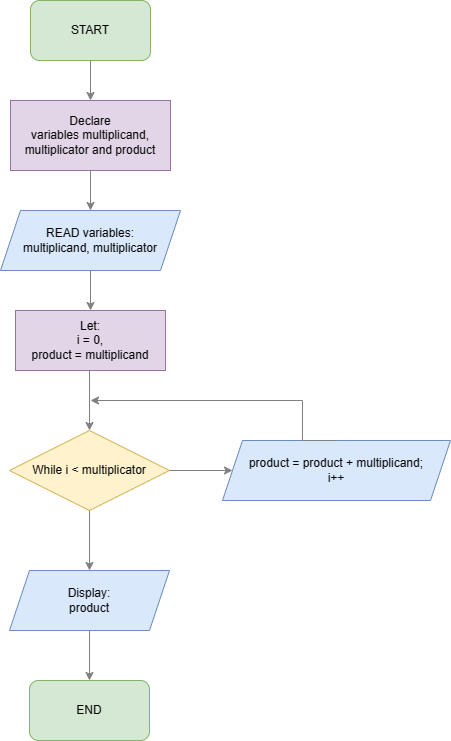 START
Declare
variables multiplicand,
multiplicator and product
READ variables:
multiplicand, multiplicator
Let:
i = 0,
product = multiplicand
While i < multiplicator
product = product + multiplicand;
i++
Display:
product
END